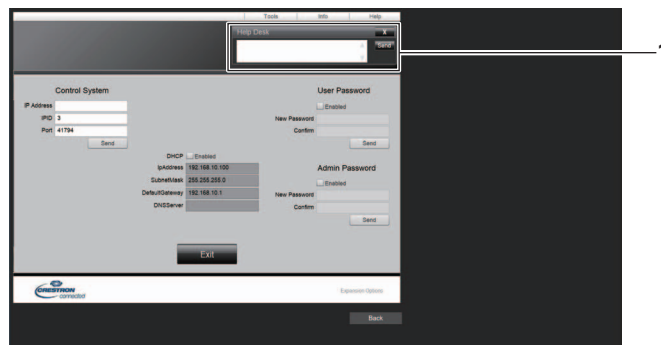 Tools Info Help
Help Desk X
Send
1
Control System
IP Address
IPID 3
Port 41794
Send
User Password
Enabled
New Password
Confirm
Send
DHCP Enabled
IpAddress 192.168.10.100
SubnetMask 255.255.255.0
DefaultGateway 192.168.10.1
DNSServer
Admin Password
Enabled
New Password
Confirm
Send
Exit
CRESTRON
connected
Expansion Options
Back